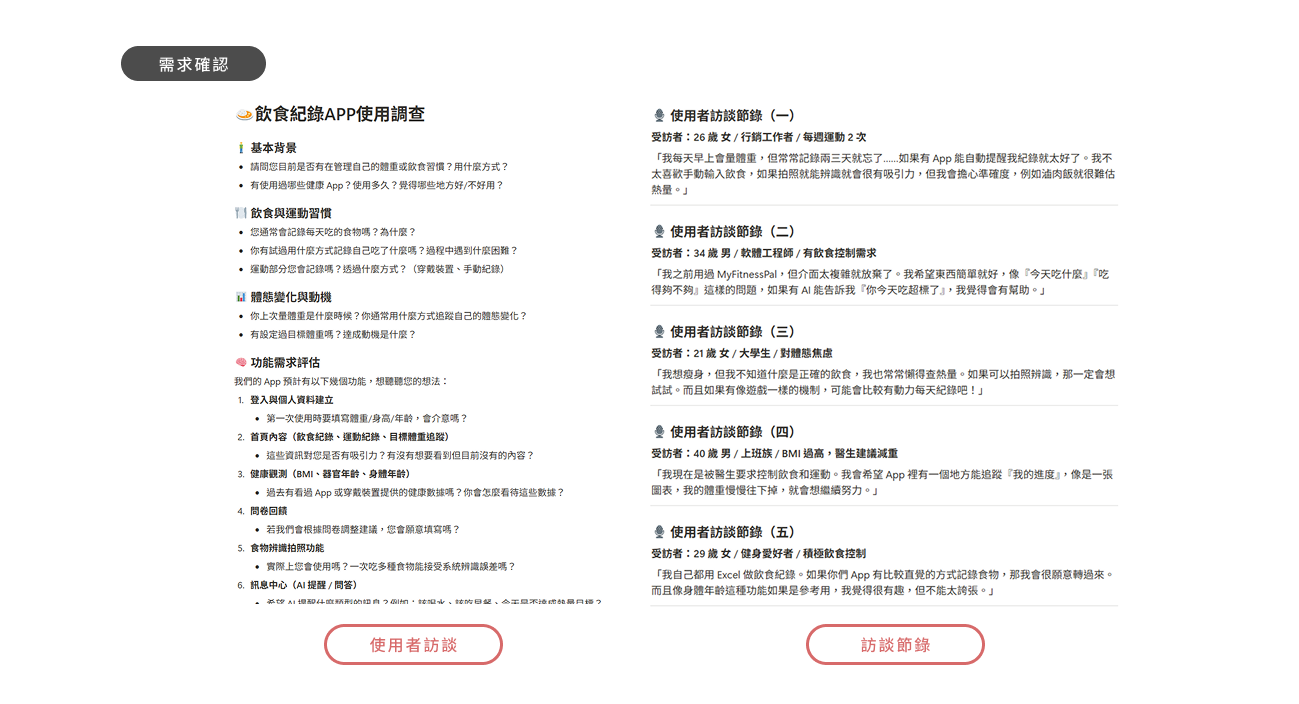 需求確認
飲食紀錄APP使用調查
基本背景
請問您目前是否有在管理自己的體重或飲食習慣？用什麼方式？
有使用過哪些健康 App？使用多久？覺得哪些地方好/不好用？
飲食與運動習慣
您通常會記錄每天吃的食物嗎？為什麼？
你有試過用什麼方式記錄自己吃了什麼嗎？過程中遇到什麼困難？
運動部分您會記錄嗎？透過什麼方式？（穿戴裝置、手動紀錄）
體態變化與動機
你上次量體重是什麼時候？你通常用什麼方式追蹤自己的體態變化？
有設定過目標體重嗎？達成動機是什麼？
功能需求評估
我們的 App 預計有以下幾個功能，想聽聽您的想法：
1. 登入與個人資料建立
第一次使用時要填寫體重/身高/年齡，會介意嗎？
2. 首頁內容（飲食紀錄、運動紀錄、目標體重追蹤）
這些資訊對您是否有吸引力？有沒有想要看到但目前沒有的內容？
3. 健康觀測（BMI、器官年齡、身體年齡）
過去有看過 App 或穿戴裝置提供的健康數據嗎？你會怎麼看待這些數據？
4. 問卷回饋
若我們會根據問卷調整建議，您會願意填寫嗎？
5. 食物辨識拍照功能
實際上您會使用嗎？一次吃多種食物能接受系統辨識誤差嗎？
6. 訊息中心（AI 提醒 / 問答）
希望 AI 提醒什麼類型的訊息？例如：該喝水、該吃早餐、今天是否達成熱量目標？
使用者訪談
使用者訪談節錄（一）
受訪者：26 歲 女 / 行銷工作者 / 每週運動 2 次
「我每天早上會量體重，但常常記錄兩三天就忘了......如果有 App 能自動提醒我紀錄就太好了。我不
太喜歡手動輸入飲食，如果拍照就能辨識就會很有吸引力，但我會擔心準確度，例如滷肉飯就很難估
熱量。」
使用者訪談節錄（二）
受訪者：34 歲 男 / 軟體工程師 / 有飲食控制需求
「我之前用過 MyFitnessPal，但介面太複雜就放棄了。我希望東西簡單就好，像『今天吃什麼』『吃
得夠不夠』這樣的問題，如果有 AI 能告訴我『你今天吃超標了』，我覺得會有幫助。」
使用者訪談節錄（三）
受訪者：21 歲 女 / 大學生 / 對體態焦慮
「我想瘦身，但我不知道什麼是正確的飲食，我也常常懶得查熱量。如果可以拍照辨識，那一定會想
試試。而且如果有像遊戲一樣的機制，可能會比較有動力每天紀錄吧！」
使用者訪談節錄（四）
受訪者：40 歲 男 / 上班族 / BMI 過高，醫生建議減重
「我現在是被醫生要求控制飲食和運動。我會希望 App 裡有一個地方能追蹤『我的進度』，像是一張
圖表，我的體重慢慢往下掉，就會想繼續努力。」
使用者訪談節錄（五）
受訪者：29 歲 女 / 健身愛好者 / 積極飲食控制
「我自己都用 Excel 做飲食紀錄。如果你們 App 有比較直覺的方式記錄食物，那我會很願意轉過來。
而且像身體年齡這種功能如果是參考用，我覺得很有趣，但不能太誇張。」
訪談節錄